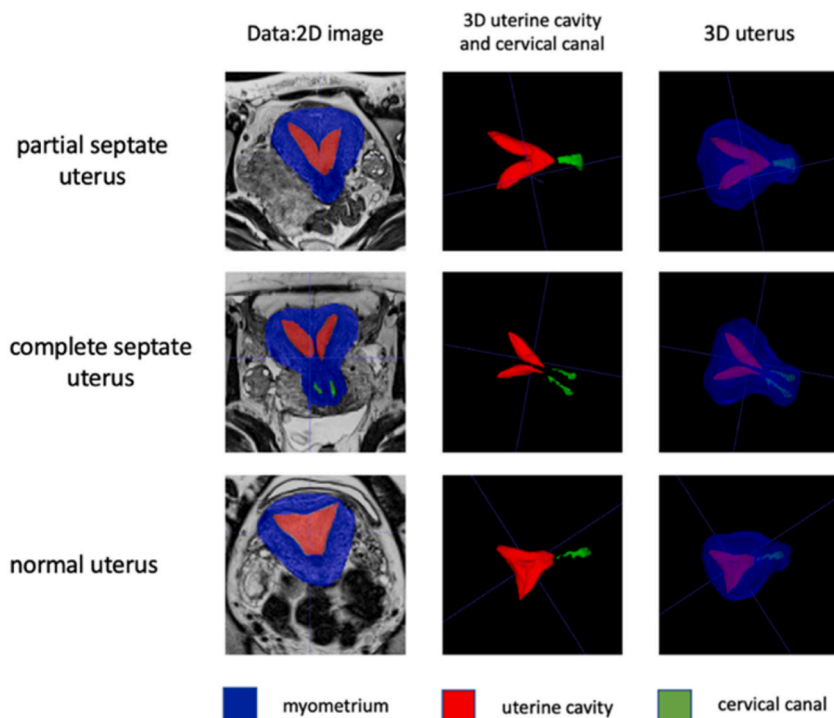 Data:2D image
3D uterine cavity
and cervical canal
3D uterus
partial septate
uterus
complete septate
uterus
normal uterus
myometrium
uterine cavity
cervical canal